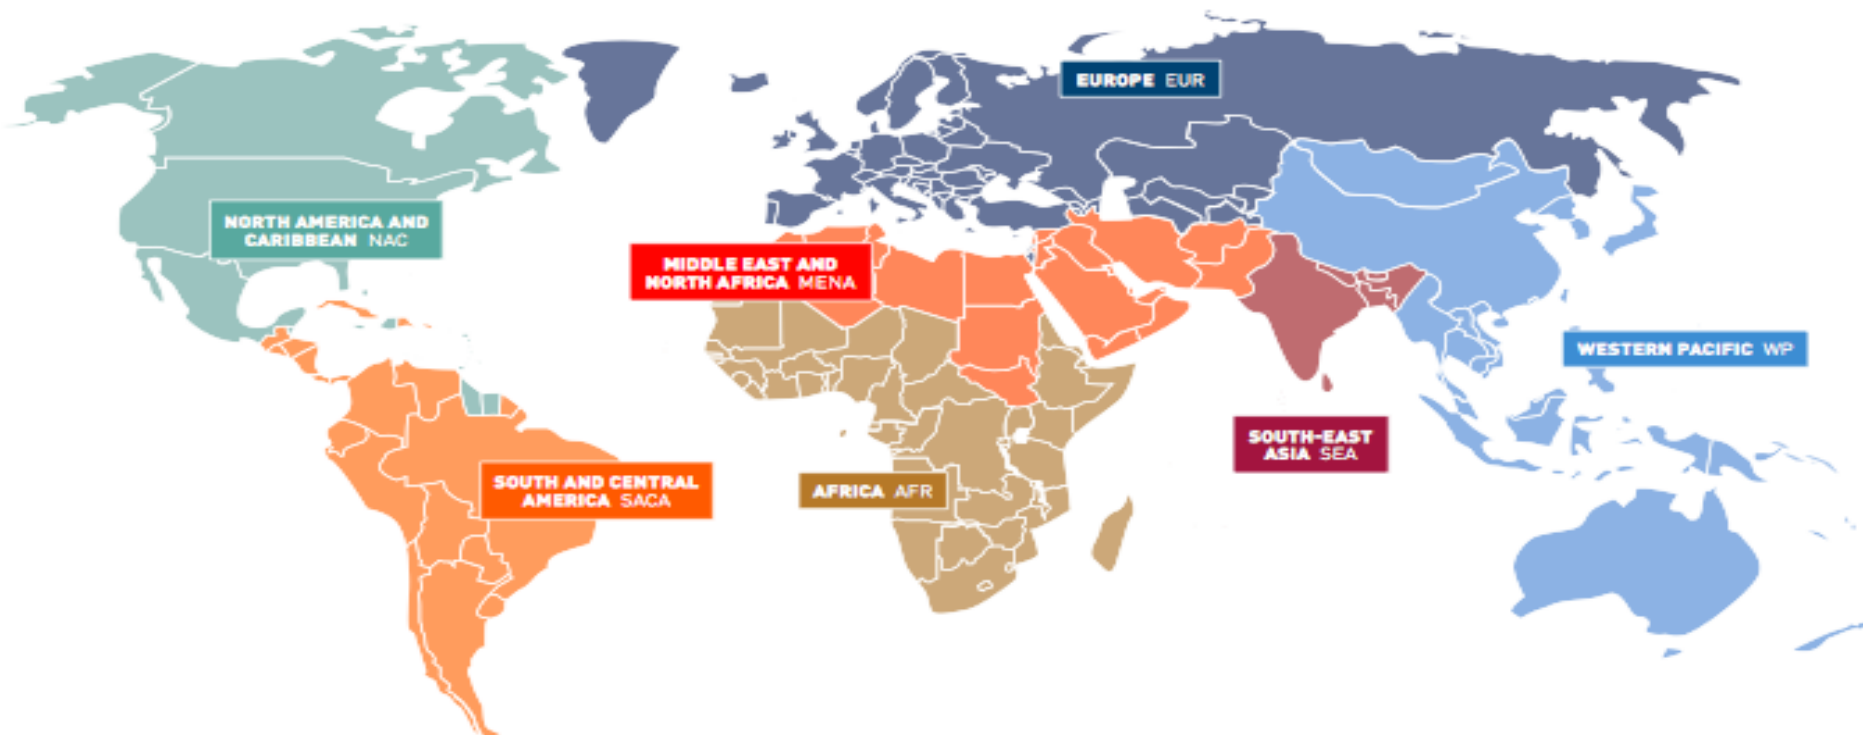 EUROPE EUR
NORTH AMERICA AND
CARIBBEAN NAC
MIDDLE EAST AND
NORTH AFRICA MENA
WESTERN PACIFIC WP
SOUTH-EAST
ASIA SEA
SOUTH AND CENTRAL
AMERICA SACA
AFRICA AFR